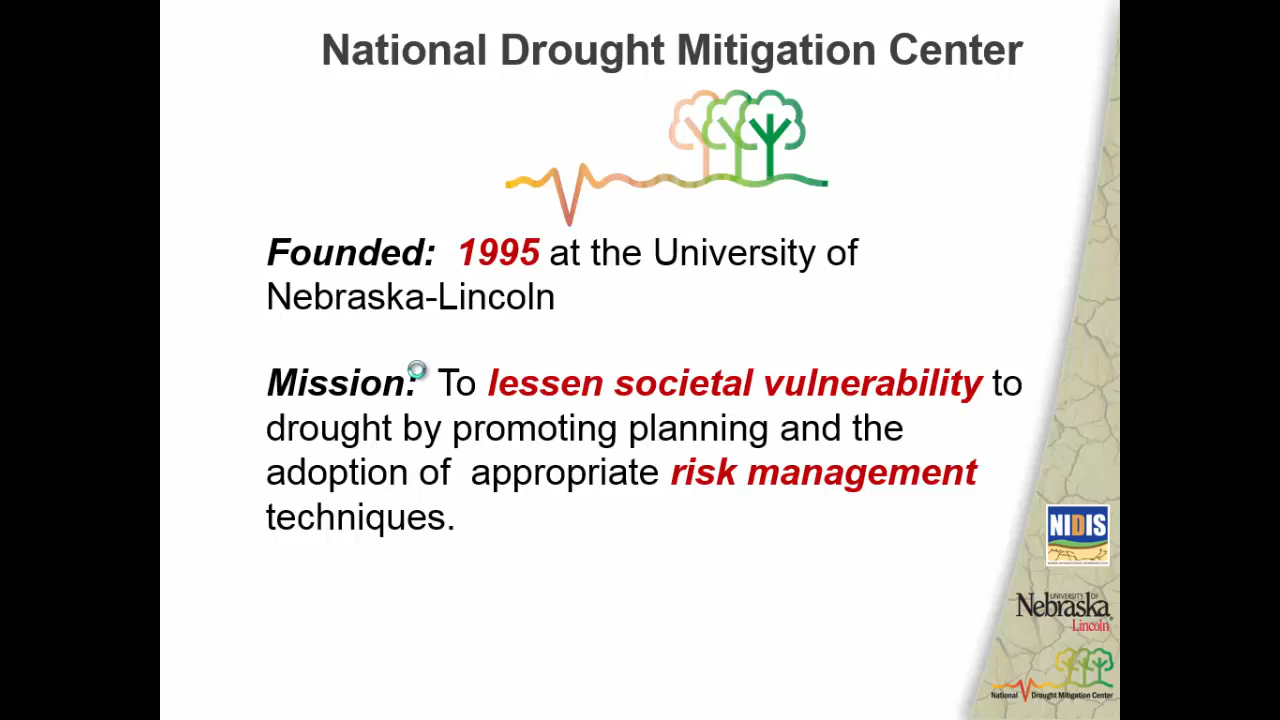 National Drought Mitigation Center
Founded: 1995 at the University of
Nebraska-Lincoln
Mission: To lessen societal vulnerability to
drought by promoting planning and the
adoption of appropriate risk management
techniques.
NIDIS
UNIVERSITY OF
Nebraska
Lincoln
National Drought Mitigation Center